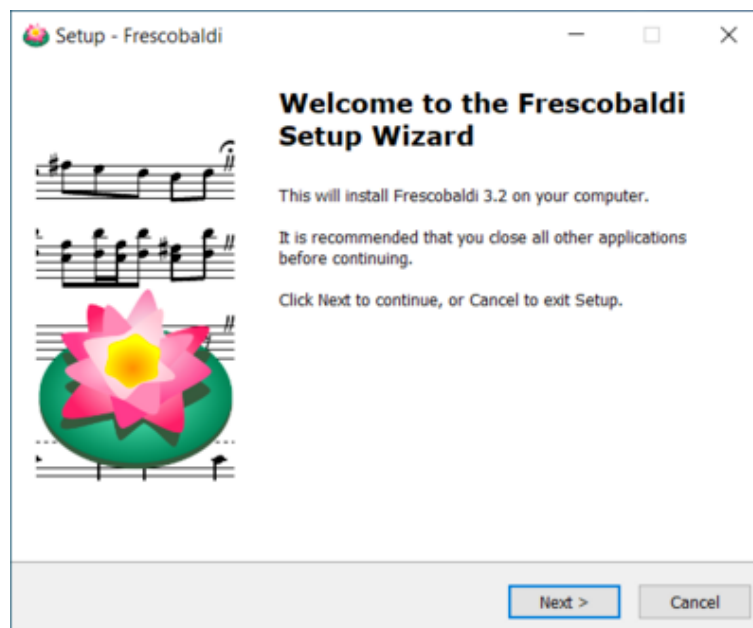 Setup - Frescobaldi
Welcome to the Frescobaldi
Setup Wizard
This will install Frescobaldi 3.2 on your computer.
It is recommended that you close all other applications
before continuing.
Click Next to continue, or Cancel to exit Setup.
Next >
Cancel